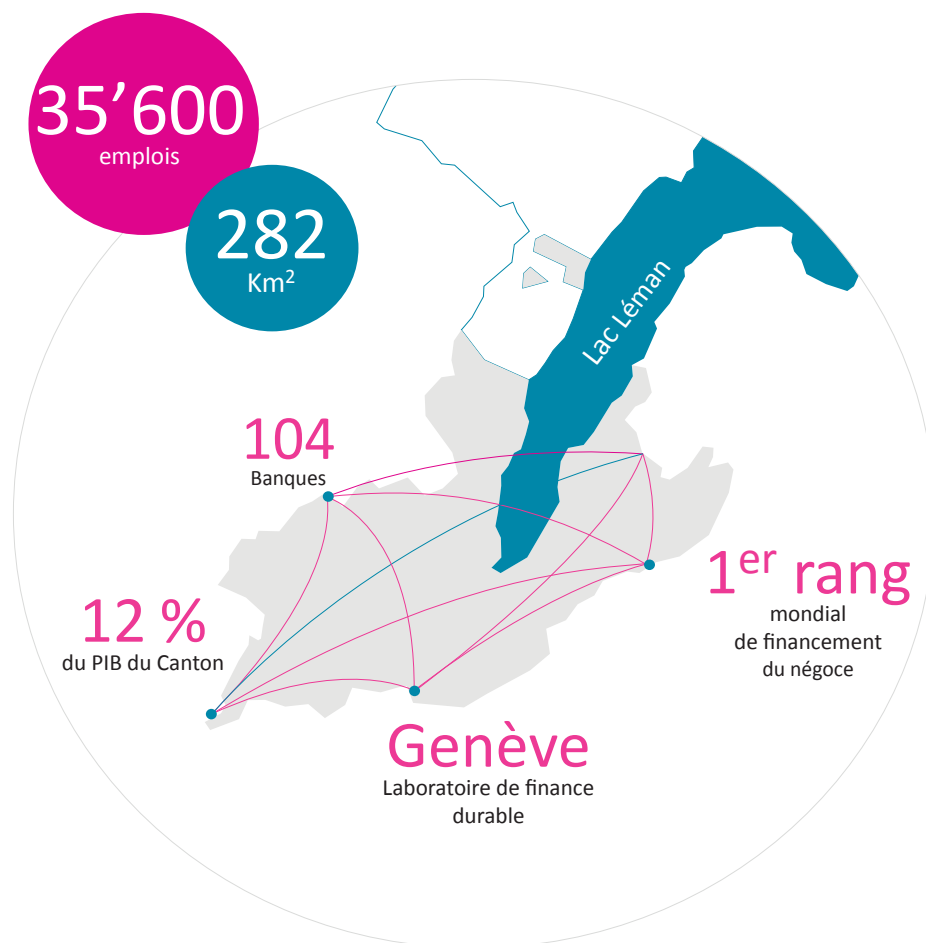 35’600
emplois
282
Km²
Lac Léman
104
Banques
1er rang
mondial
de financement
du négoce
12 %
du PIB du Canton
Genève
Laboratoire de finance
durable